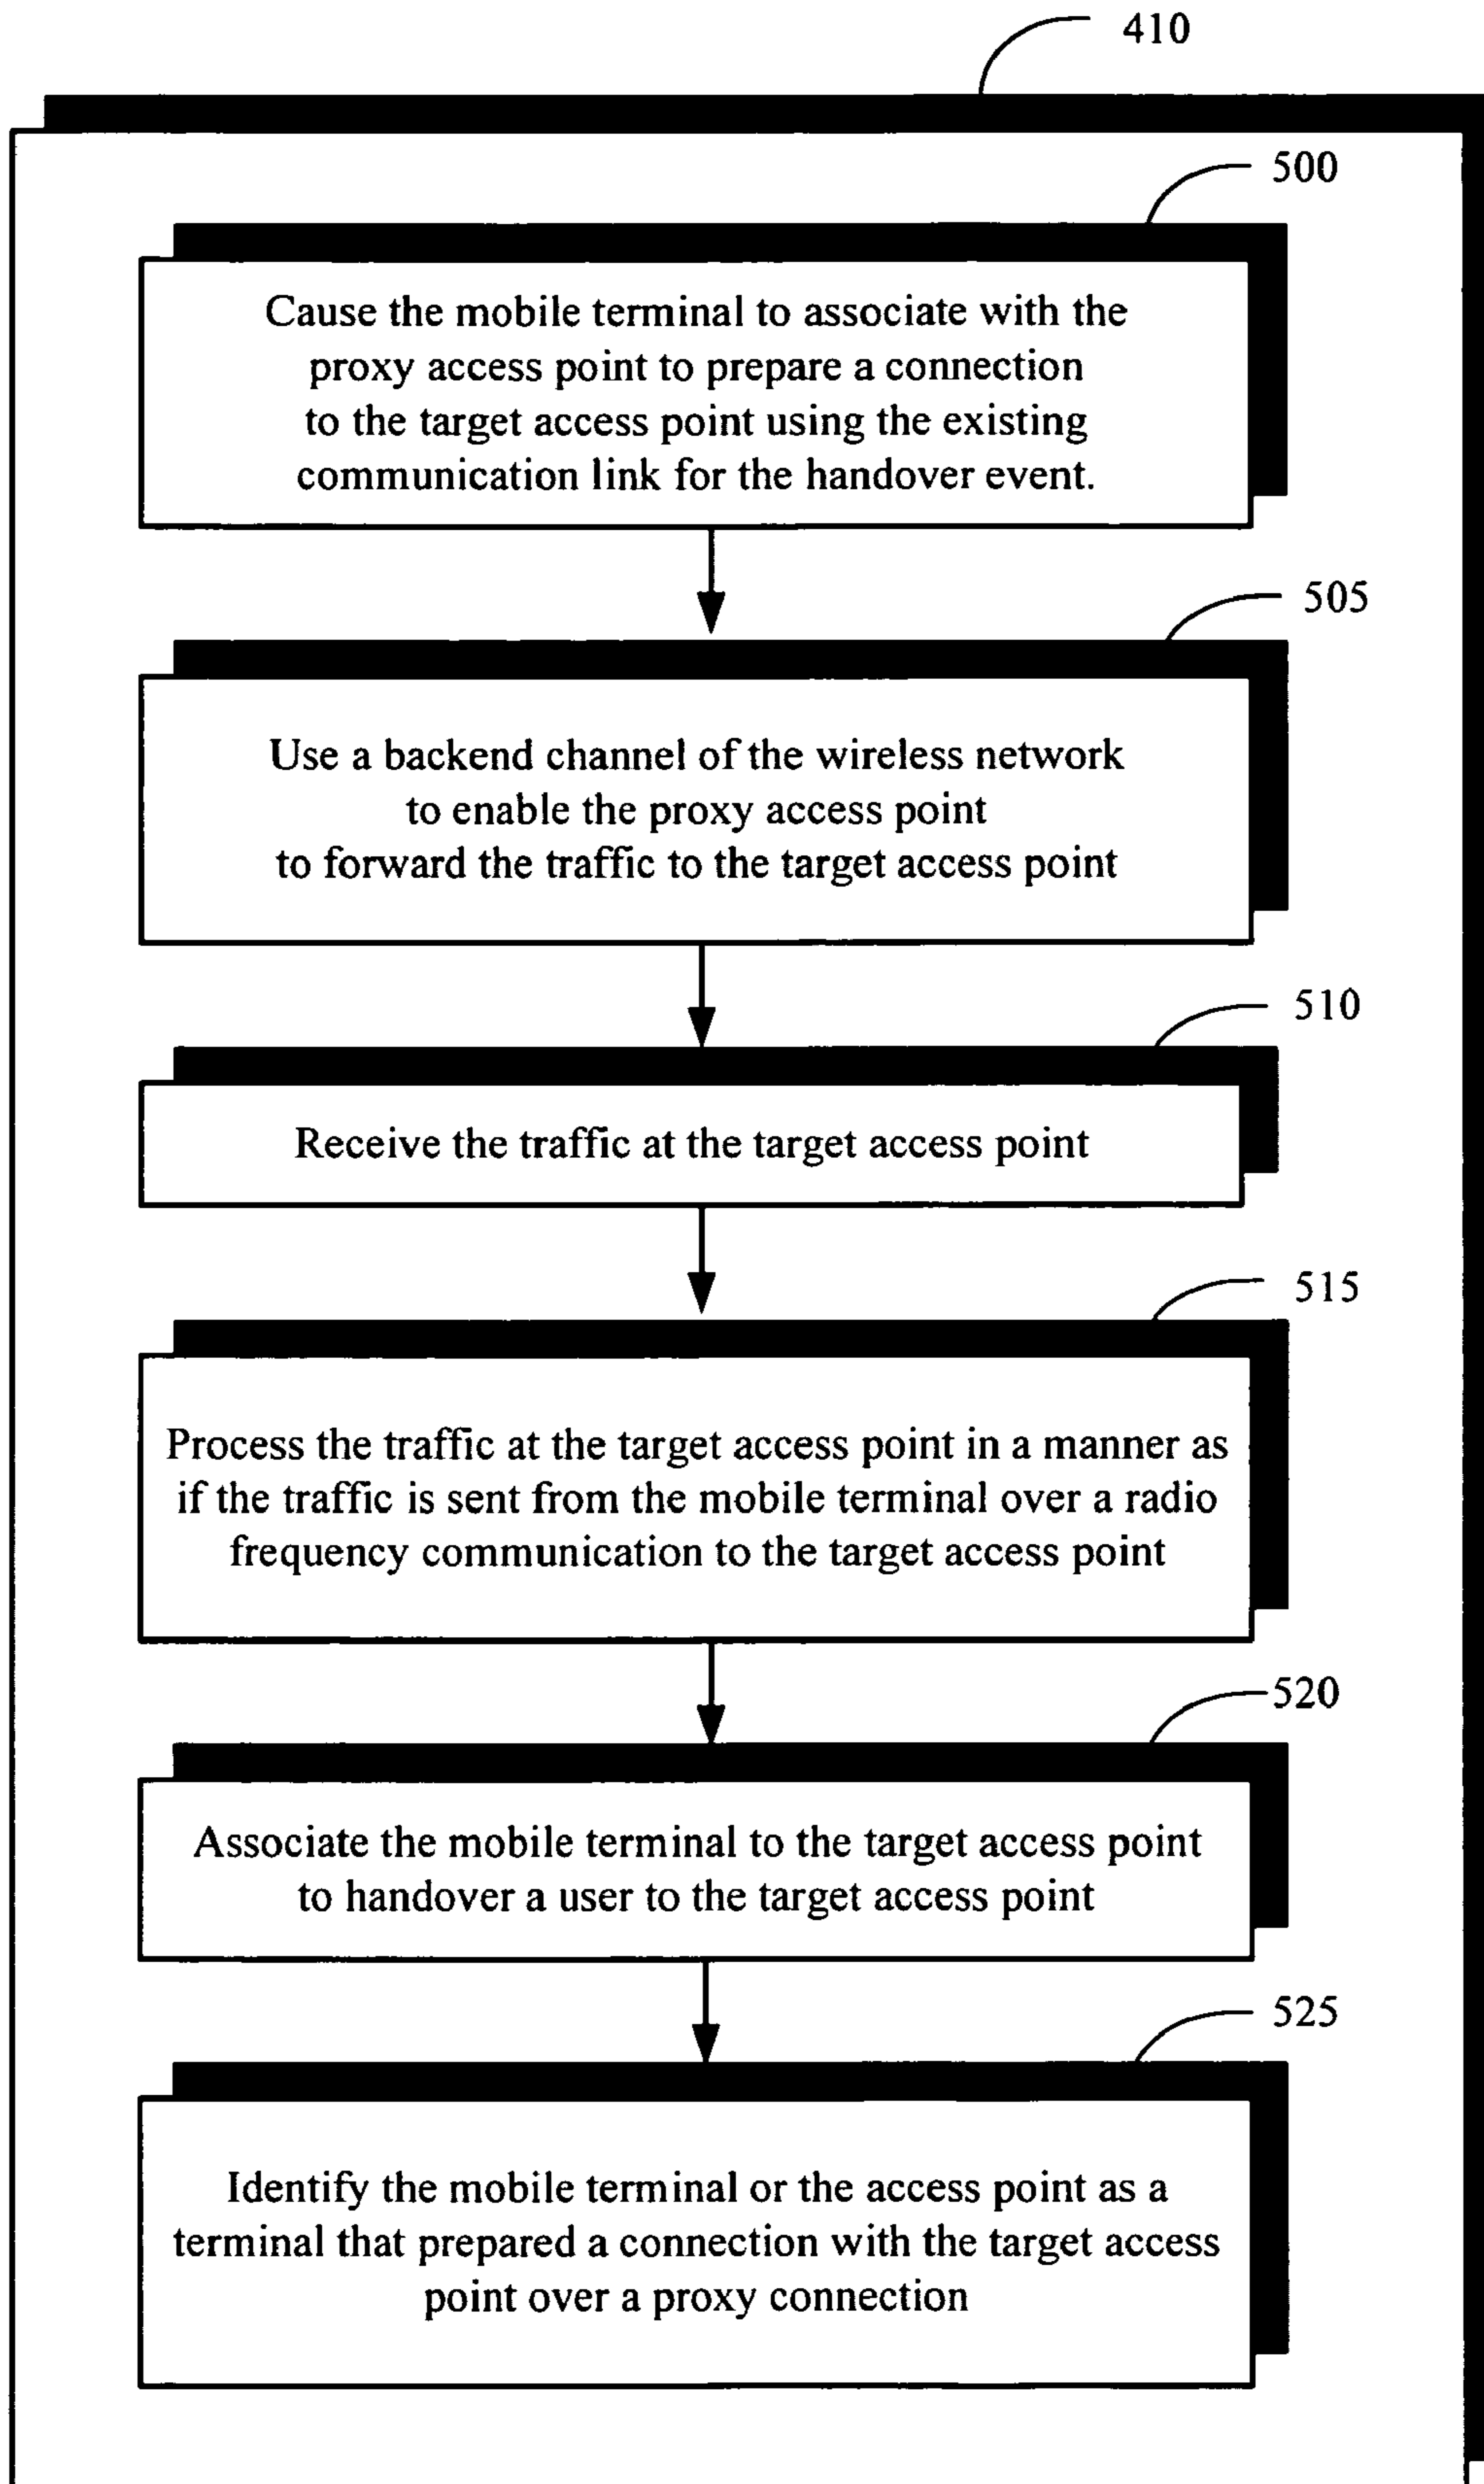 410
500
Cause the mobile terminal to associate with the
proxy access point to prepare a connection
to the target access point using the existing
communication link for the handover event.
505
Use a backend channel of the wireless network
to enable the proxy access point
to forward the traffic to the target access point
510
Receive the traffic at the target access point
515
Process the traffic at the target access point in a manner as
if the traffic is sent from the mobile terminal over a radio
frequency communication to the target access point
520
Associate the mobile terminal to the target access point
to handover a user to the target access point
525
Identify the mobile terminal or the access point as a
terminal that prepared a connection with the target access
point over a proxy connection